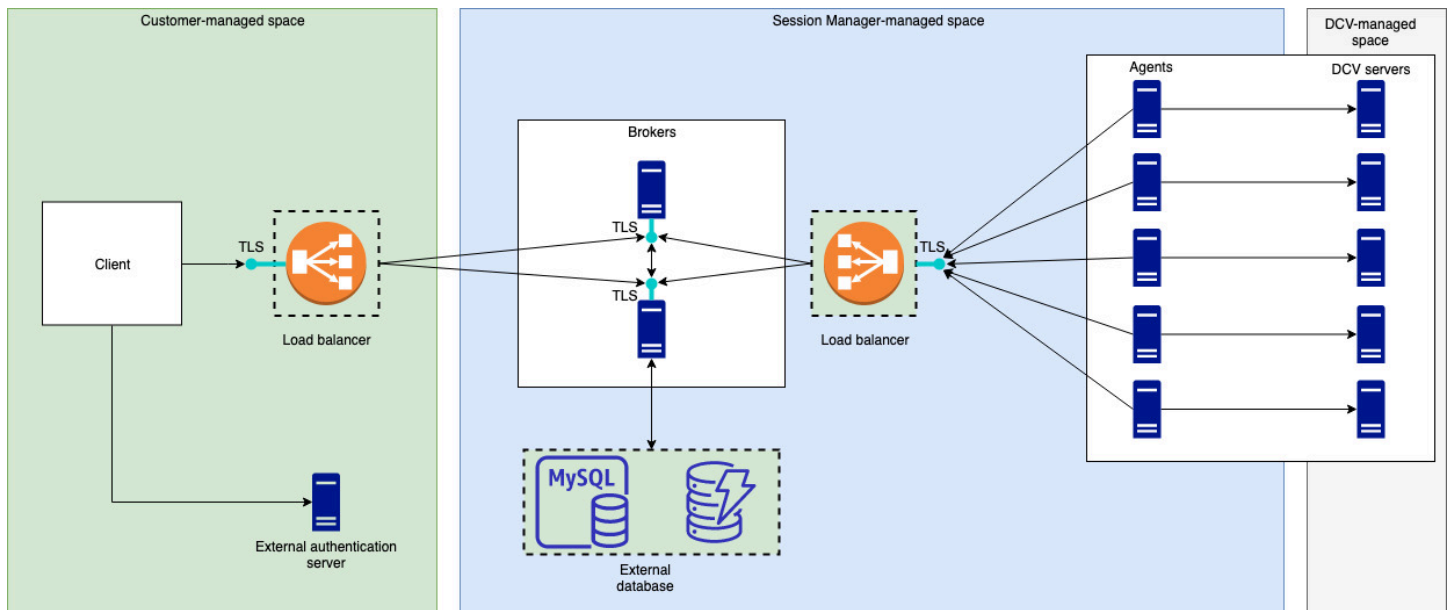 Customer-managed space
Session Manager-managed space
DCV-managed
space
Agents
DCV servers
Brokers
TLS
TLS
TLS
Client
TLS
Load balancer
Load balancer
MySQL
External authentication
server
External
database